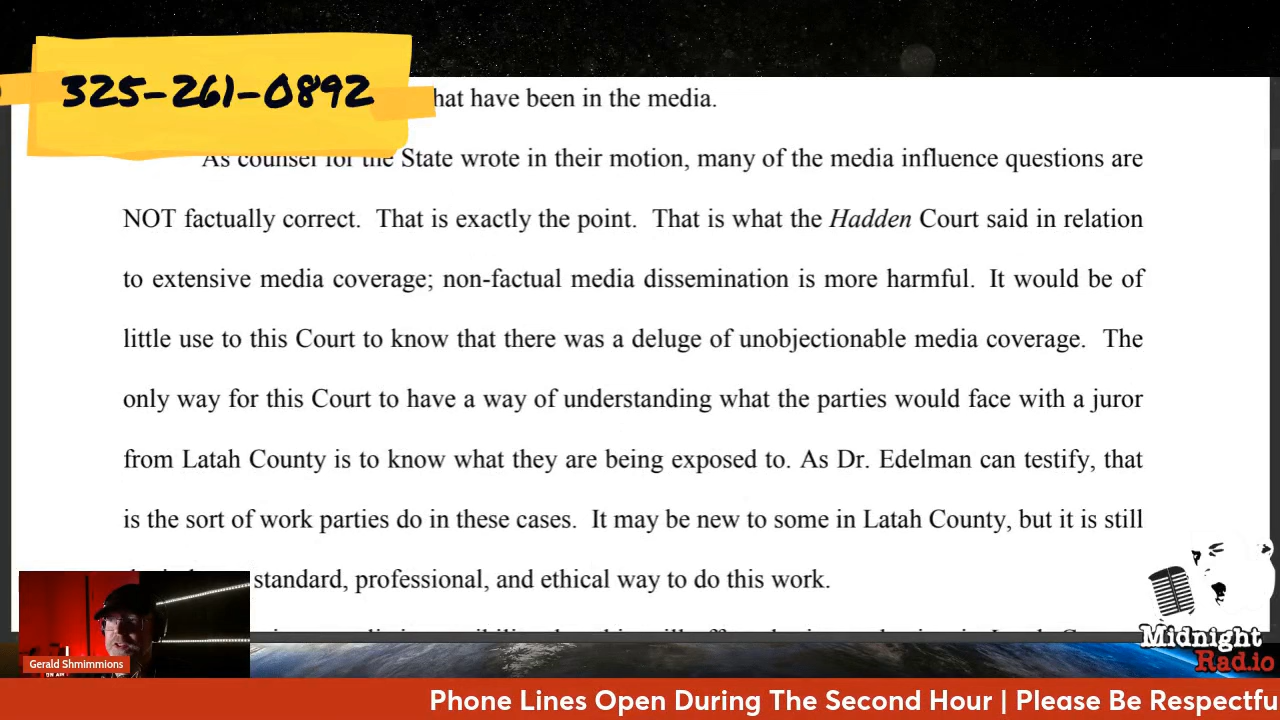 325-261-0892
hat have been in the media.
As counsel for the State wrote in their motion, many of the media influence questions are
NOT factually correct. That is exactly the point. That is what the Hadden Court said in relation
to extensive media coverage; non-factual media dissemination is more harmful. It would be of
little use to this Court to know that there was a deluge of unobjectionable media coverage. The
only way for this Court to have a way of understanding what the parties would face with a juror
from Latah County is to know what they are being exposed to. As Dr. Edelman can testify, that
is the sort of work parties do in these cases. It may be new to some in Latah County, but it is still
standard, professional, and ethical way to do this work.
Gerald Shmimmions
ON AIR
Midnight
Rad.io
Phone Lines Open During The Second Hour | Please Be Respectfu